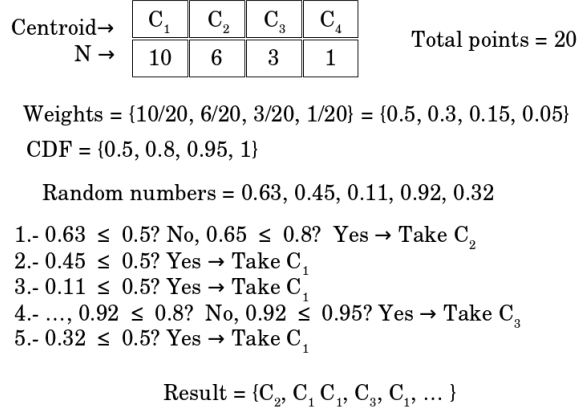 Centroid→ C₁ C₂ C₃ C₄
N → 10 6 3 1
Total points = 20
Weights = {10/20, 6/20, 3/20, 1/20} = {0.5, 0.3, 0.15, 0.05}
CDF = {0.5, 0.8, 0.95, 1}
Random numbers = 0.63, 0.45, 0.11, 0.92, 0.32
1.- 0.63 ≤ 0.5? No, 0.65 ≤ 0.8? Yes → Take C₂
2.- 0.45 ≤ 0.5? Yes → Take C₁
3.- 0.11 ≤ 0.5? Yes → Take C₁
4.- ..., 0.92 ≤ 0.8? No, 0.92 ≤ 0.95? Yes → Take C₃
5.- 0.32 ≤ 0.5? Yes → Take C₁
Result = {C₂, C₁ C₁, C₃, C₁, ... }